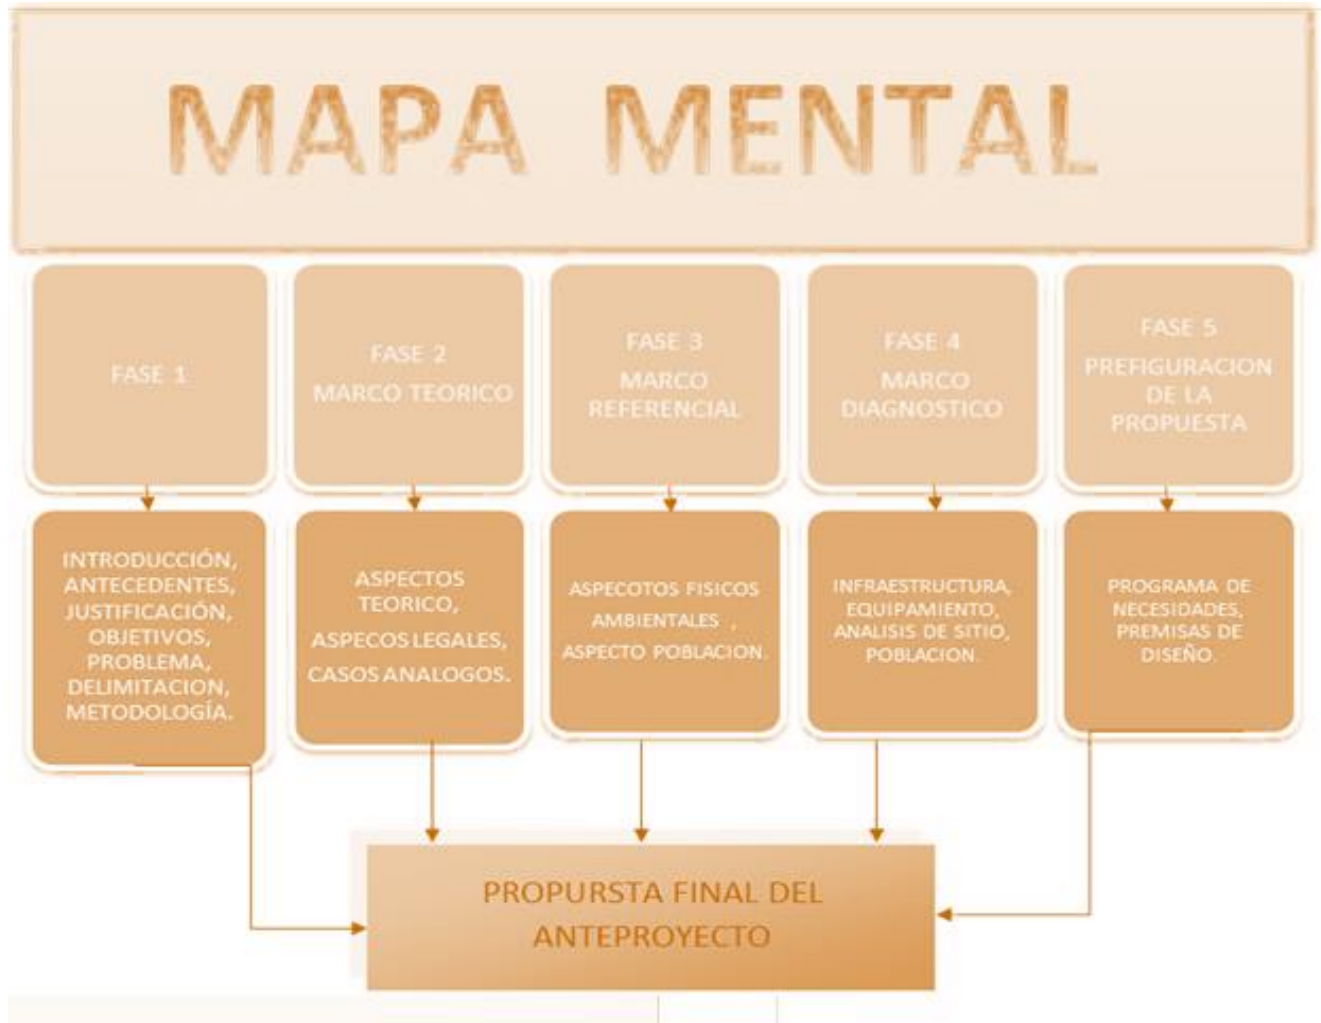 MAPA MENTAL
FASE 1
FASE 2
MARCO TEORICO
FASE 3
MARCO
REFERENCIAL
FASE 4
MARCO
DIAGNOSTICO
FASE 5
PREFIGURACION
DE LA
PROPUESTA
INTRODUCCIÓN,
ANTECEDENTES,
JUSTIFICACIÓN,
OBJETIVOS,
PROBLEMA,
DELIMITACION,
METODOLOGÍA.
ASPECTOS
TEORICO,
ASPECOS LEGALES,
CASOS ANALOGOS.
ASPECOTOS FISICOS
AMBIENTALES ,
ASPECTO POBLACION.
INFRAESTRUCTURA,
EQUIPAMIENTO,
ANALISIS DE SITIO,
POBLACION.
PROGRAMA DE
NECESIDADES,
PREMISAS DE
DISEÑO.
PROPURSTA FINAL DEL
ANTEPROYECTO